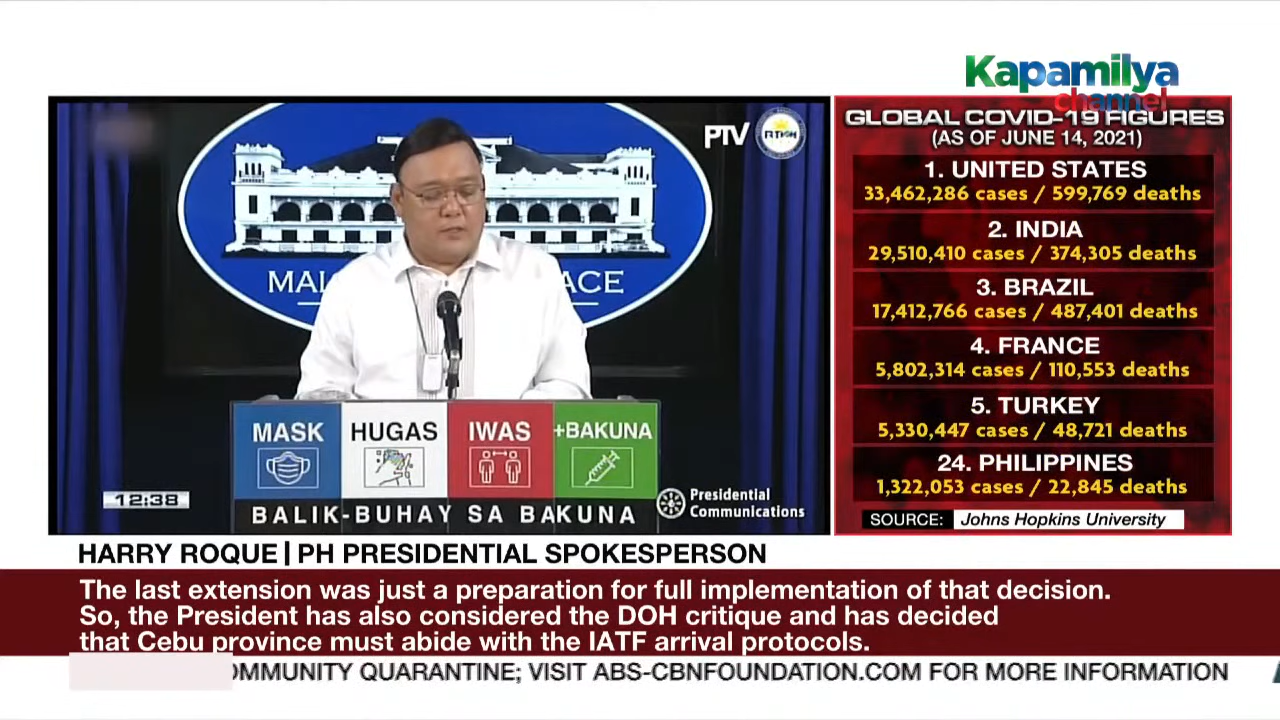 Kapamilya
channel
GLOBAL COVID-19 FIGURES
(AS OF JUNE 14, 2021)
1. UNITED STATES
33,462,286 cases / 599,769 deaths
2. INDIA
29,510,410 cases / 374,305 deaths
3. BRAZIL
17,412,766 cases / 487,401 deaths
4. FRANCE
5,802,314 cases / 110,553 deaths
5. TURKEY
5,330,447 cases / 48,721 deaths
24. PHILIPPINES
1,322,053 cases / 22,845 deaths
SOURCE: Johns Hopkins University
PTV
MAL ACE
MASK HUGAS IWAS +BAKUNA
BALIK-BUHAY SA BAKUNA
12:38
Presidential
Communications
HARRY ROQUE | PH PRESIDENTIAL SPOKESPERSON
The last extension was just a preparation for full implementation of that decision.
So, the President has also considered the DOH critique and has decided
that Cebu province must abide with the IATF arrival protocols.
OMMUNITY QUARANTINE; VISIT ABS-CBNFOUNDATION.COM FOR MORE INFORMATION